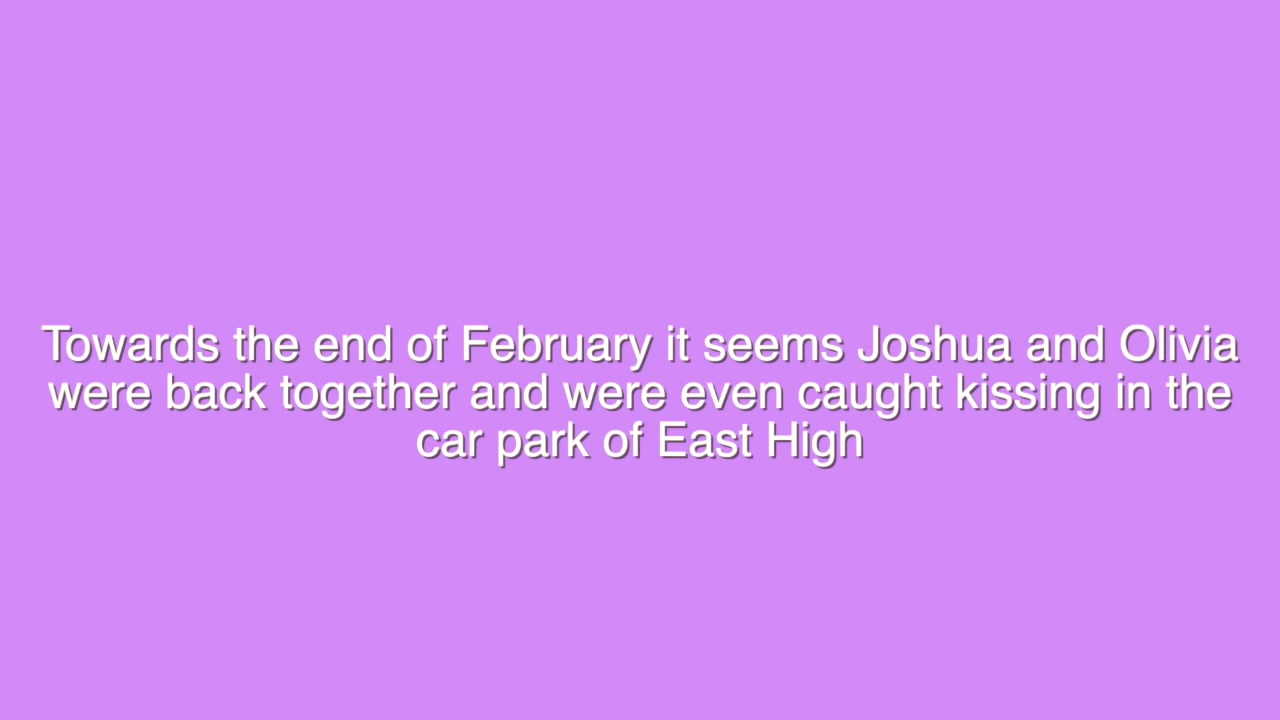 Towards the end of February it seems Joshua and Olivia
were back together and were even caught kissing in the
car park of East High